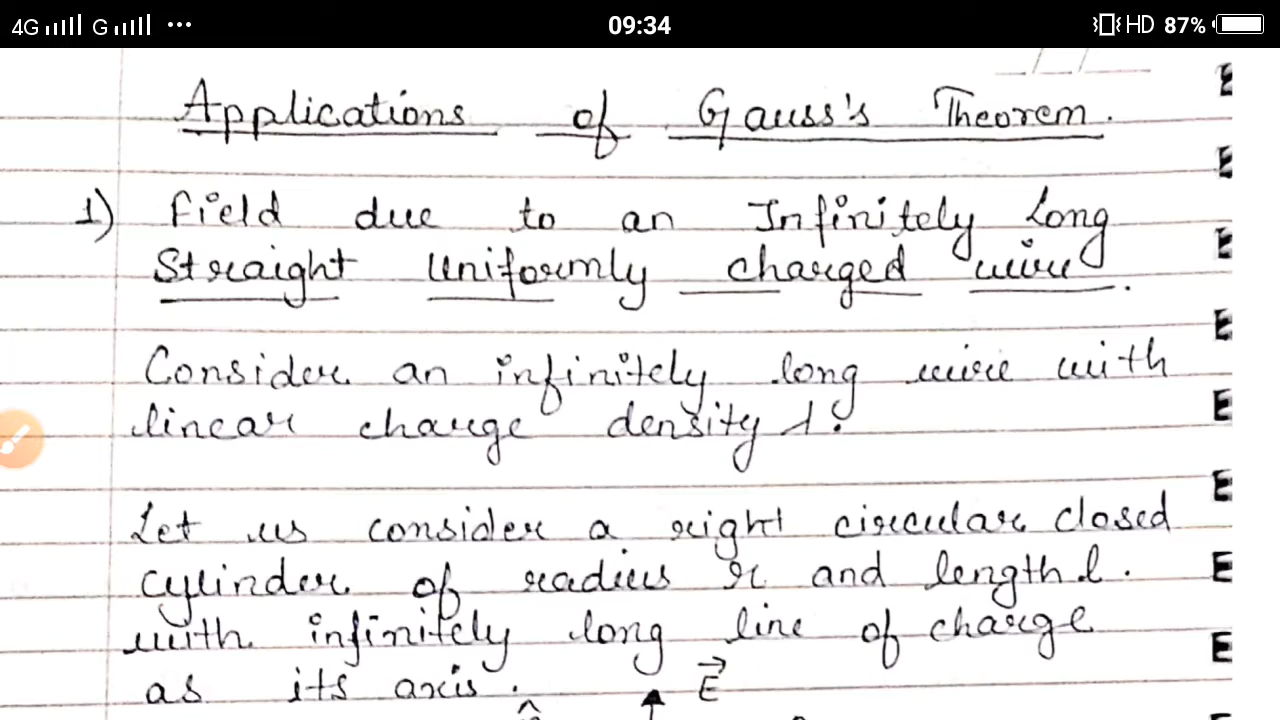 4G G ... 09:34 HD 87%
Applications of Gauss's Theorem.
1) Field due to an Infinitely Long
Straight Uniformly charged wire.
Consider an infinitely long wire with
linear charge density λ.
Let us consider a right circular closed
cylinder of radius r and length l.
with infinitely long line of charge
as its axis.
E⃗